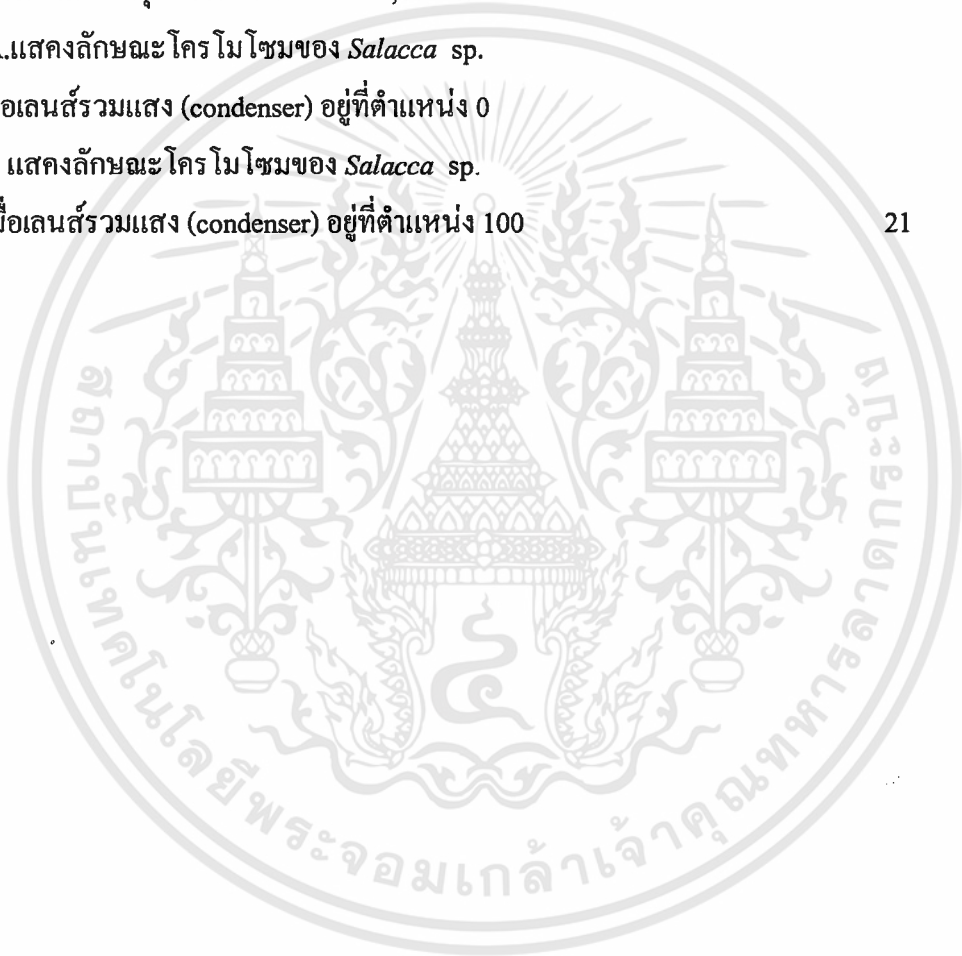 .แสดงลักษณะโครโมโซมของ Salacca sp.
อเลนส์รวมแสง (condenser) อยู่ที่ตำแหน่ง 0
แสดงลักษณะโครโมโซมของ Salacca sp.
มื่อเลนส์รวมแสง (condenser) อยู่ที่ตำแหน่ง 100 21
สถาบันเทคโนโลยีพระจอมเกล้าเจ้าคุณทหารลาดกระบัง